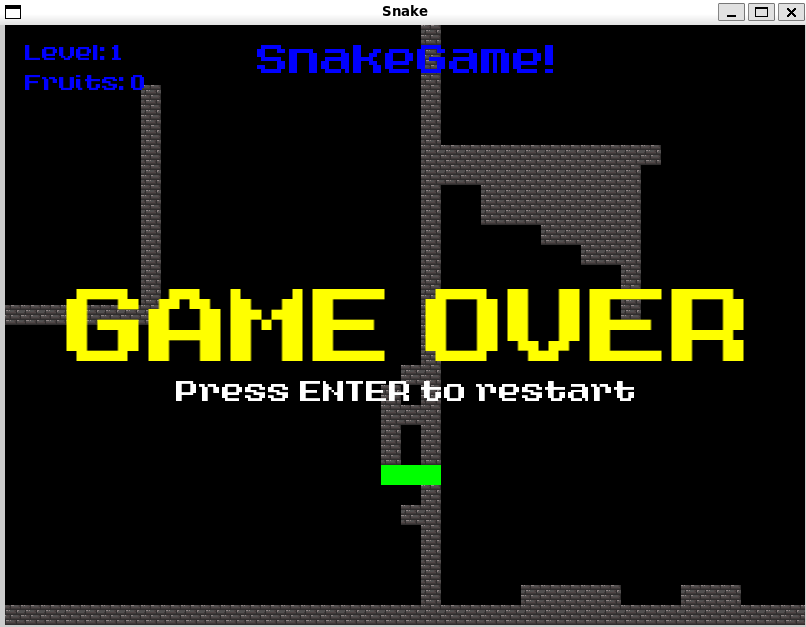 Snake
Level: 1
SnakeGame!
Fruits: 0
GAME OVER
Press ENTER to restart